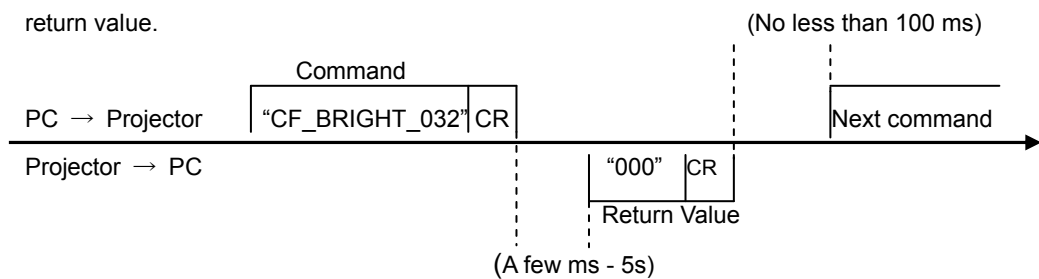 return value.
(No less than 100 ms)
Command
PC → Projector
“CF_BRIGHT_032” CR
Next command
Projector → PC
“000” CR
Return Value
(A few ms - 5s)